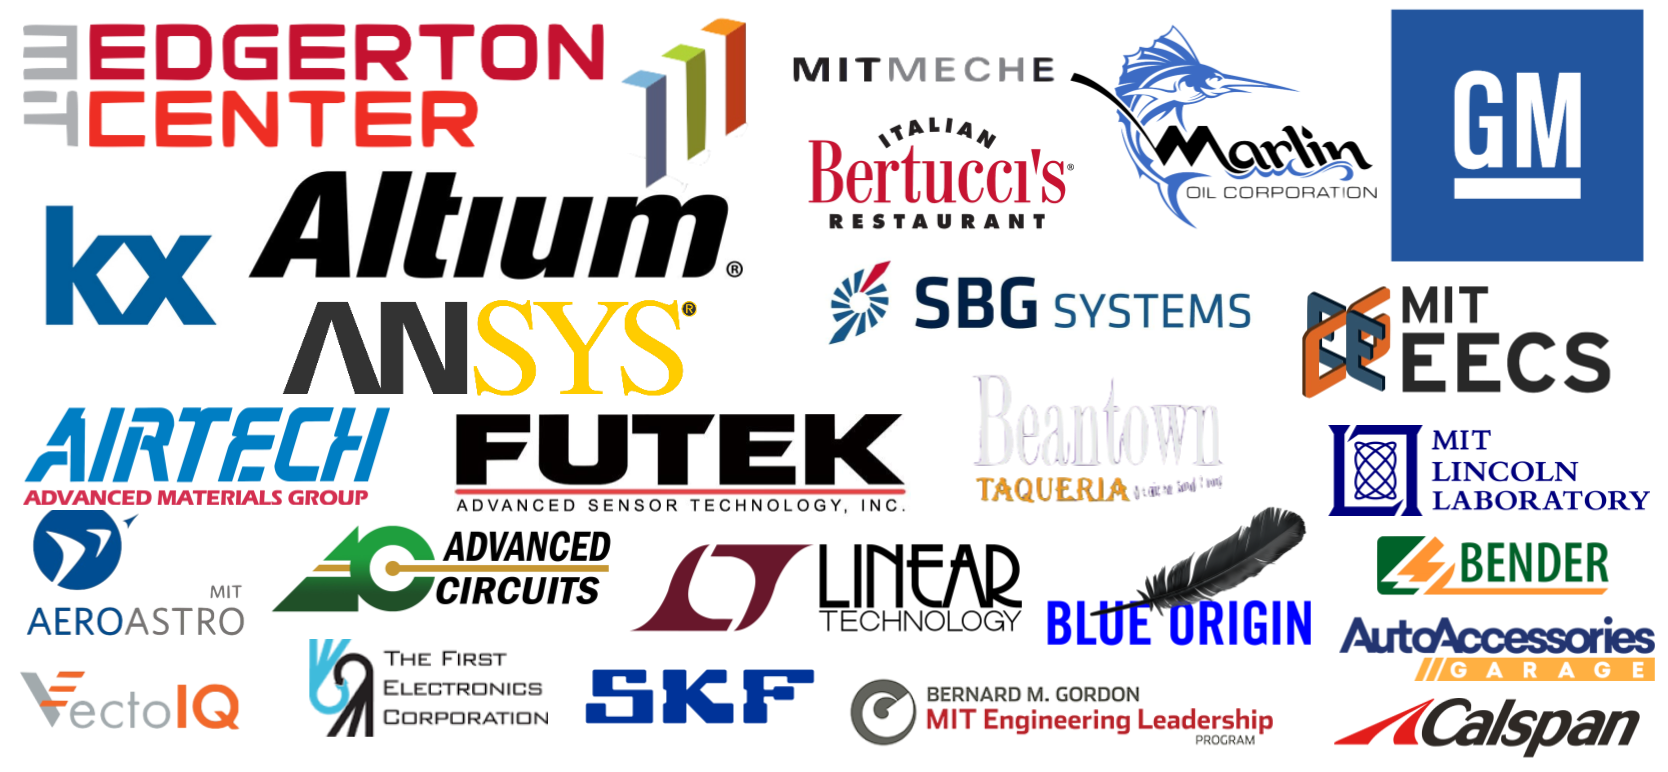 EDGERTON
CENTER
MITMECHE
ITALIAN
Bertucci's®
RESTAURANT
Marlin
OIL CORPORATION
GM
kx
Altium®
SBG SYSTEMS
MIT
EECS
ANSYS®
AIRTECH
ADVANCED MATERIALS GROUP
FUTEK
ADVANCED SENSOR TECHNOLOGY, INC.
Beantown
TAQUERIA
MIT
LINCOLN
LABORATORY
MIT
AEROASTRO
ADVANCED
CIRCUITS
LINEAR
TECHNOLOGY
BLUE ORIGIN
BENDER
AutoAccessories
GARAGE
VectoIQ
THE FIRST
ELECTRONICS
CORPORATION
SKF
BERNARD M. GORDON
MIT Engineering Leadership
PROGRAM
Calspan